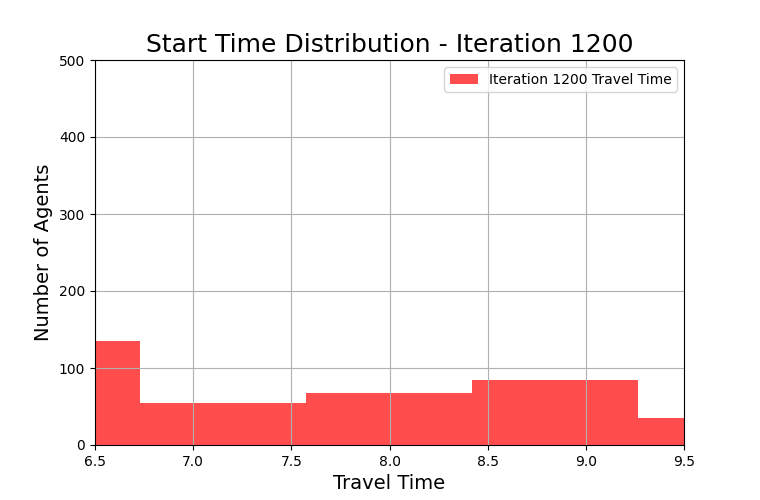 Start Time Distribution - Iteration 1200
Iteration 1200 Travel Time
Number of Agents
500
400
300
200
100
0
6.5 7.0 7.5 8.0 8.5 9.0 9.5
Travel Time